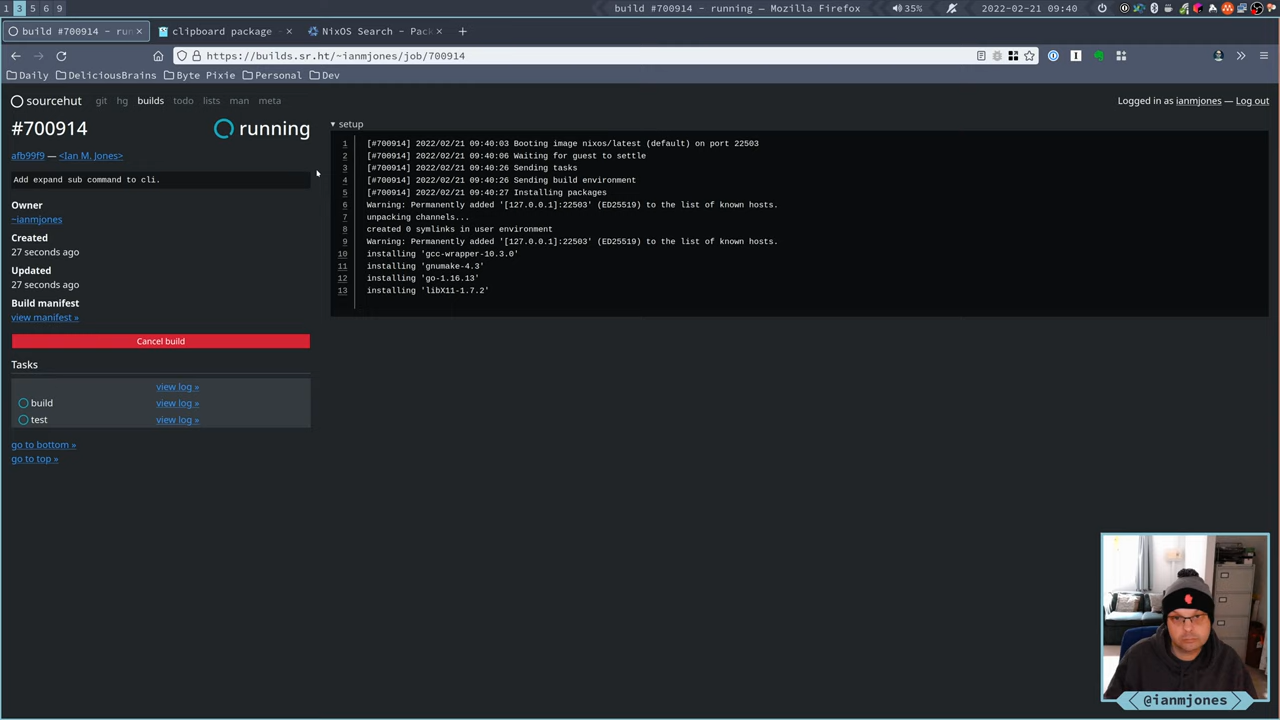 1 3 5 6 9
build #700914 - running — Mozilla Firefox
35%
2022-02-21 09:40
build #700914 - run
clipboard package
NixOS Search - Pack
https://builds.sr.ht/~ianmjones/job/700914
Daily DeliciousBrains Byte Pixie Personal Dev
sourcehut git hg builds todo lists man meta
Logged in as ianmjones — Log out
#700914 running
afb99f9 — <Ian M. Jones>
Add expand sub command to cli.
Owner
~ianmjones
Created
27 seconds ago
Updated
27 seconds ago
Build manifest
view manifest »
Cancel build
Tasks
view log »
build view log »
test view log »
go to bottom »
go to top »
setup
1 [#700914] 2022/02/21 09:40:03 Booting image nixos/latest (default) on port 22503
2 [#700914] 2022/02/21 09:40:06 Waiting for guest to settle
3 [#700914] 2022/02/21 09:40:26 Sending tasks
4 [#700914] 2022/02/21 09:40:26 Sending build environment
5 [#700914] 2022/02/21 09:40:27 Installing packages
6 Warning: Permanently added '[127.0.0.1]:22503' (ED25519) to the list of known hosts.
7 unpacking channels...
8 created 0 symlinks in user environment
9 Warning: Permanently added '[127.0.0.1]:22503' (ED25519) to the list of known hosts.
10 installing 'gcc-wrapper-10.3.0'
11 installing 'gnumake-4.3'
12 installing 'go-1.16.13'
13 installing 'libX11-1.7.2'
@ianmjones